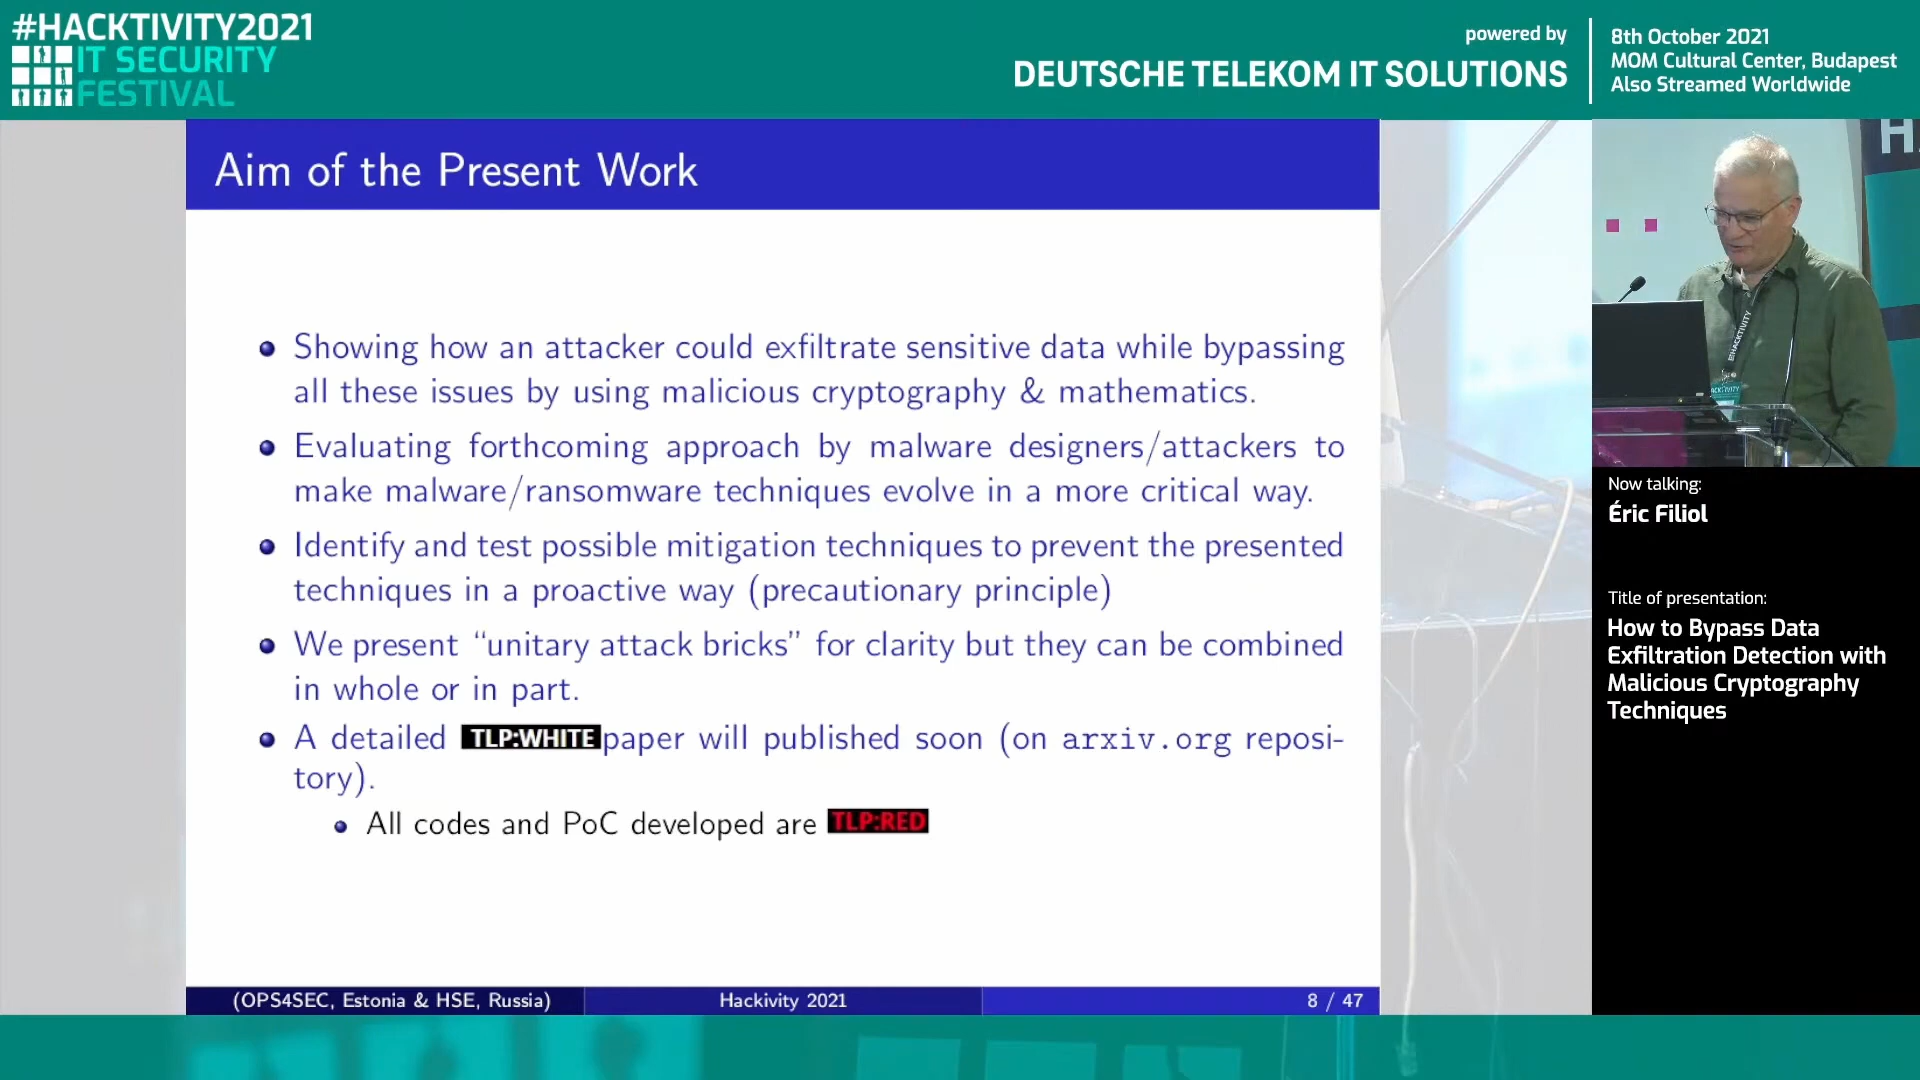 #HACKTIVITY2021
IT SECURITY
FESTIVAL
powered by
DEUTSCHE TELEKOM IT SOLUTIONS
8th October 2021
MOM Cultural Center, Budapest
Also Streamed Worldwide
Aim of the Present Work
Showing how an attacker could exfiltrate sensitive data while bypassing
all these issues by using malicious cryptography & mathematics.
Evaluating forthcoming approach by malware designers/attackers to
make malware/ransomware techniques evolve in a more critical way.
Identify and test possible mitigation techniques to prevent the presented
techniques in a proactive way (precautionary principle)
We present “unitary attack bricks” for clarity but they can be combined
in whole or in part.
A detailed TLP:WHITE paper will published soon (on arxiv.org reposi-
tory).
All codes and PoC developed are TLP:RED
(OPS4SEC, Estonia & HSE, Russia)
Hackivity 2021
8 / 47
H
#HACKTIVITY
Now talking:
Éric Filiol
Title of presentation:
How to Bypass Data
Exfiltration Detection with
Malicious Cryptography
Techniques